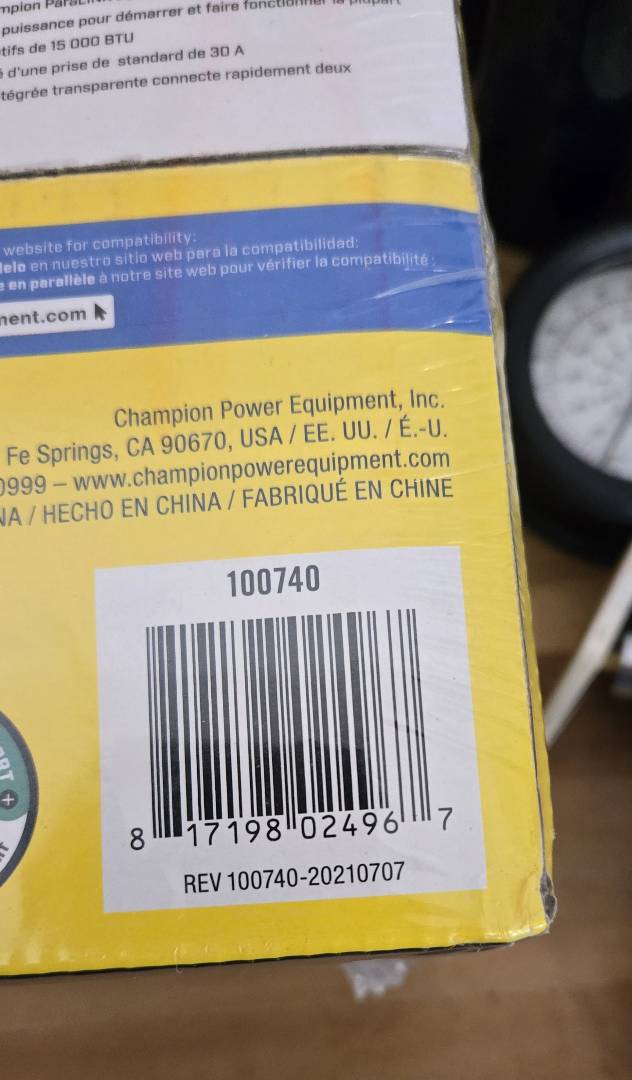 puissance pour démarrer et faire fonctionner la plupart
tifs de 15 000 BTU
d'une prise de standard de 30 A
tégrée transparente connecte rapidement deux
website for compatibility:
delo en nuestro sitio web para la compatibilidad:
e en parallèle à notre site web pour vérifier la compatibilité :
ment.com
Champion Power Equipment, Inc.
Fe Springs, CA 90670, USA / EE. UU. / É.-U.
0999 – www.championpowerequipment.com
NA / HECHO EN CHINA / FABRIQUÉ EN CHINE
100740
8 17198 02496 7
REV 100740-20210707